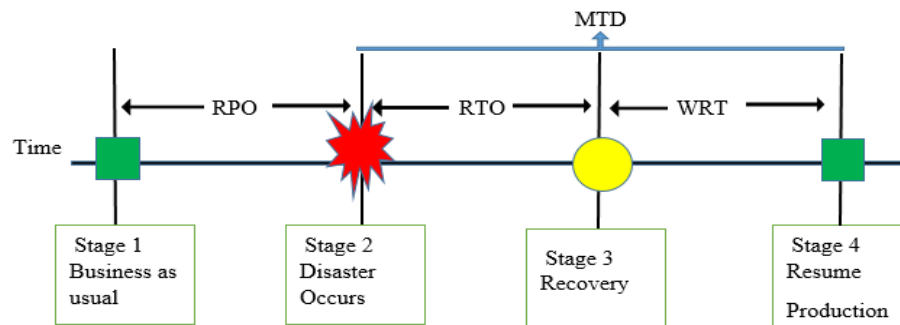 MTD
RPO
RTO
WRT
Time
Stage 1
Business as
usual
Stage 2
Disaster
Occurs
Stage 3
Recovery
Stage 4
Resume
Production